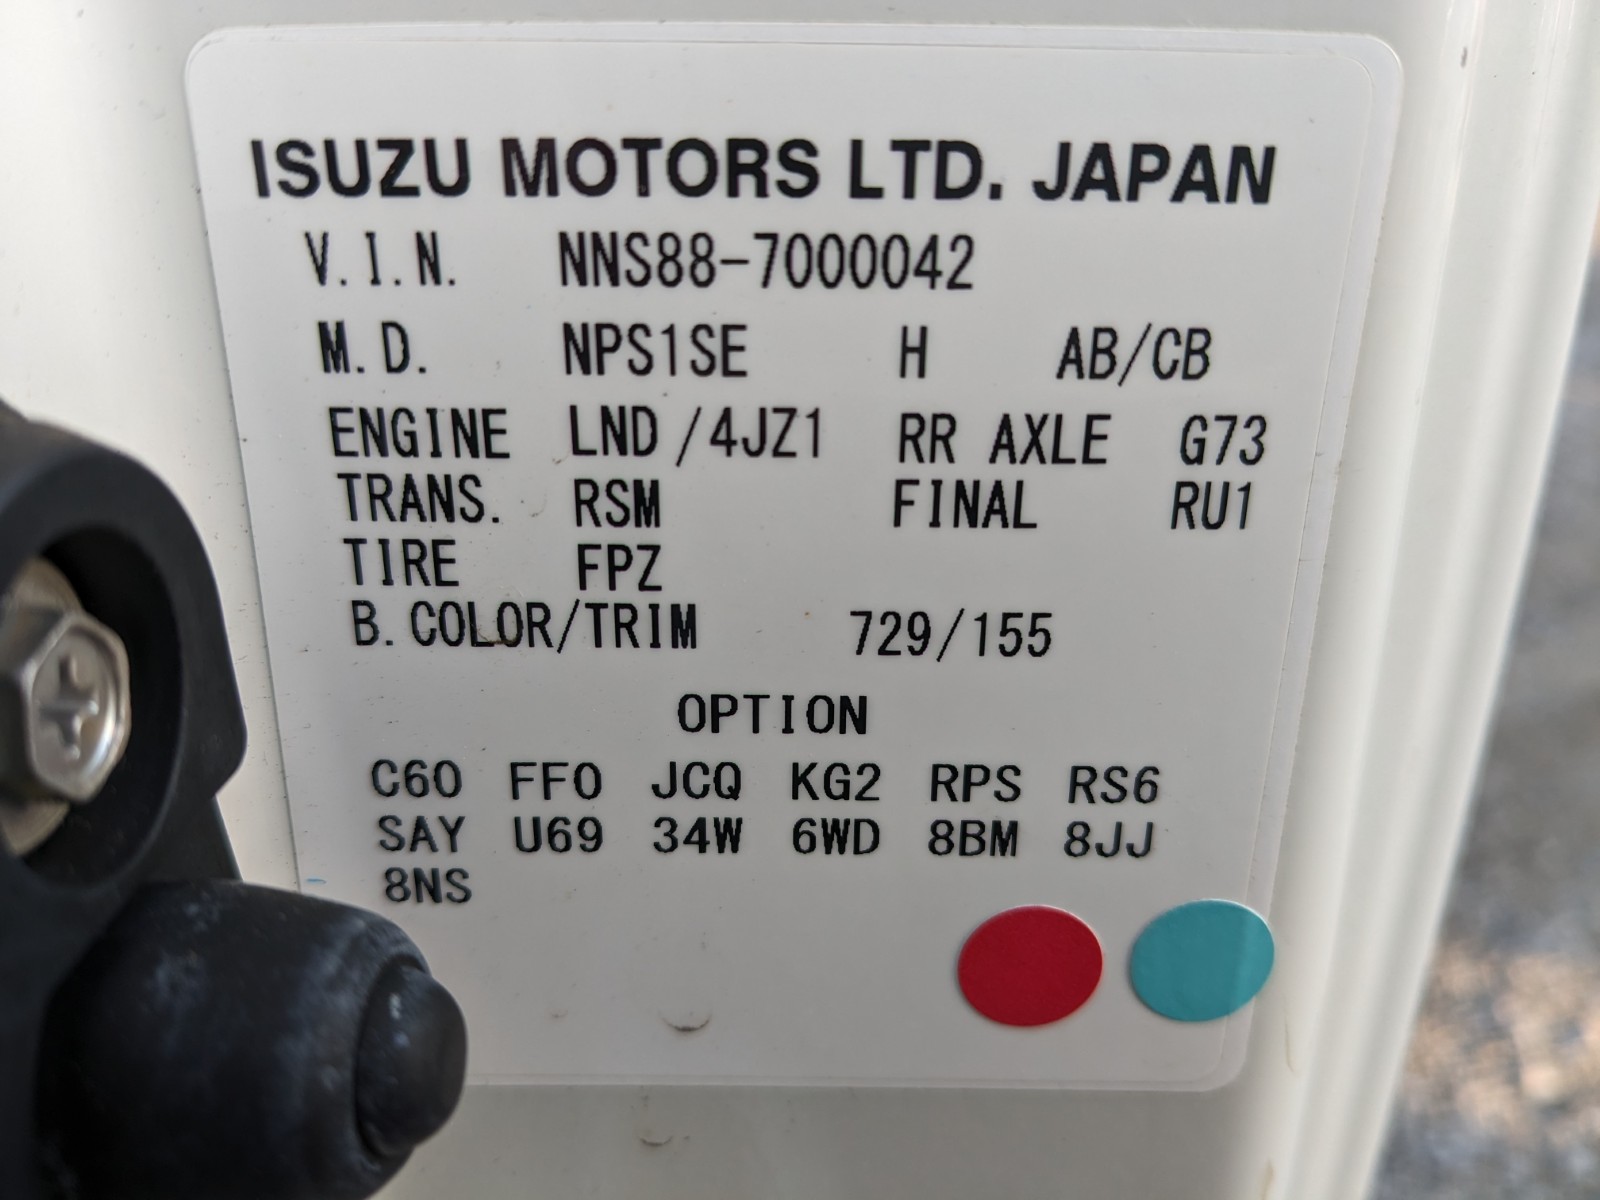 ISUZU MOTORS LTD. JAPAN
V.I.N. NNS88-7000042
M.D. NPS1SE H AB/CB
ENGINE LND/4JZ1 RR AXLE G73
TRANS. RSM FINAL RU1
TIRE FPZ
B.COLOR/TRIM 729/155
OPTION
C60 FF0 JCQ KG2 RPS RS6
SAY U69 34W 6WD 8BM 8JJ
8NS